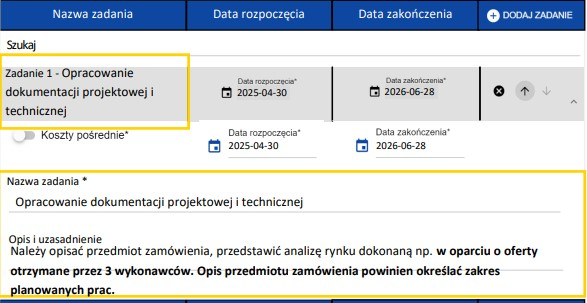 Nazwa zadania Data rozpoczęcia Data zakończenia DODAJ ZADANIE
Szukaj
Zadanie 1 - Opracowanie
dokumentacji projektowej i
technicznej
Data rozpoczęcia*
2025-04-30
Data zakończenia*
2026-06-28
Koszty pośrednie*
Data rozpoczęcia*
2025-04-30
Data zakończenia*
2026-06-28
Nazwa zadania *
Opracowanie dokumentacji projektowej i technicznej
Opis i uzasadnienie
Należy opisać przedmiot zamówienia, przedstawić analizę rynku dokonaną np. w oparciu o oferty
otrzymane przez 3 wykonawców. Opis przedmiotu zamówienia powinien określać zakres
planowanych prac.